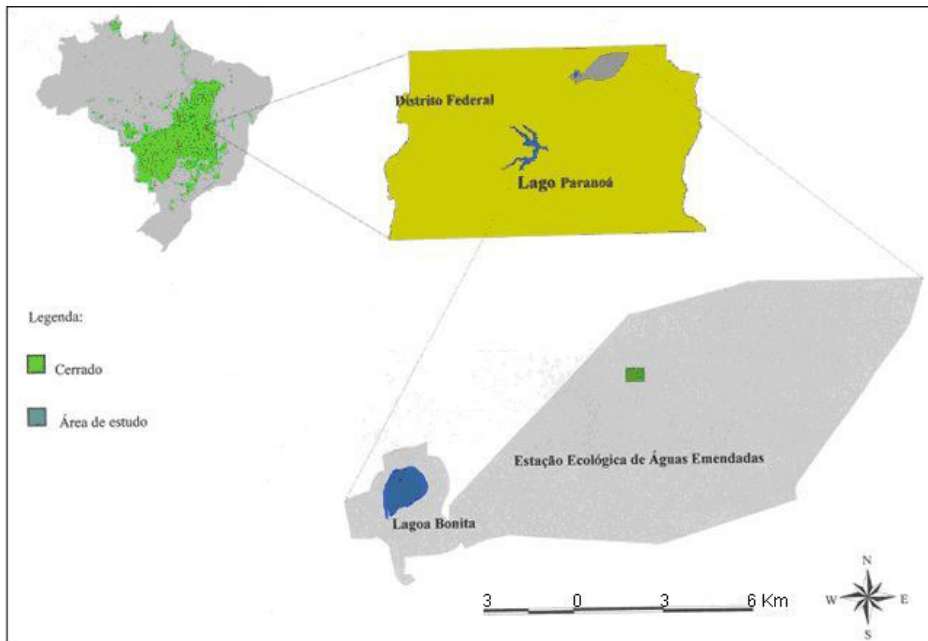 Distrito Federal
Lago Paranoá
Legenda:
Cerrado
Área de estudo
Estação Ecológica de Águas Emendadas
Lagoa Bonita
3 0 3 6 Km
N
W E
S